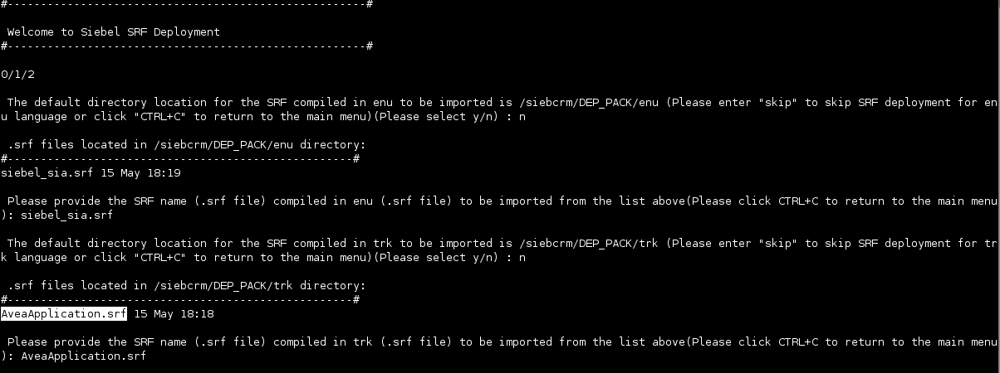 #-----------------------------------------------------#
Welcome to Siebel SRF Deployment
#-----------------------------------------------------#
0/1/2
The default directory location for the SRF compiled in enu to be imported is /siebcrm/DEP_PACK/enu (Please enter "skip" to skip SRF deployment for en
u language or click "CTRL+C" to return to the main menu)(Please select y/n) : n
.srf files located in /siebcrm/DEP_PACK/enu directory:
#---------------------------------------------------#
siebel_sia.srf 15 May 18:19
Please provide the SRF name (.srf file) compiled in enu (.srf file) to be imported from the list above(Please click CTRL+C to return to the main menu
): siebel_sia.srf
The default directory location for the SRF compiled in trk to be imported is /siebcrm/DEP_PACK/trk (Please enter "skip" to skip SRF deployment for tr
k language or click "CTRL+C" to return to the main menu)(Please select y/n) : n
.srf files located in /siebcrm/DEP_PACK/trk directory:
#---------------------------------------------------#
AveaApplication.srf 15 May 18:18
Please provide the SRF name (.srf file) compiled in trk (.srf file) to be imported from the list above(Please click CTRL+C to return to the main menu
): AveaApplication.srf